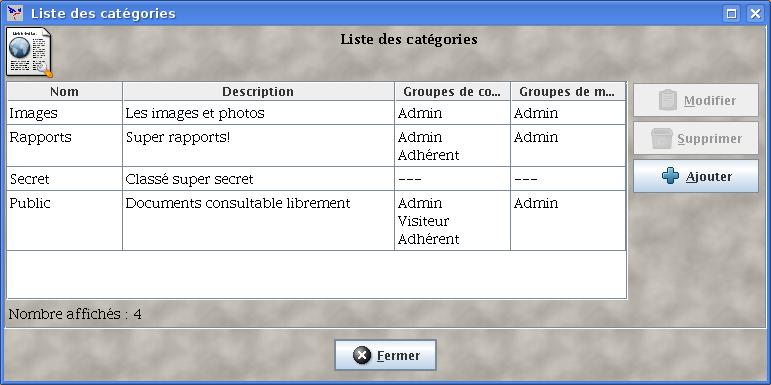 Liste des catégories
Liste des catégories
Nom Description Groupes de co... Groupes de m...
Images Les images et photos Admin Admin
Rapports Super rapports! Admin Admin
Adhérent
Secret Classé super secret --- ---
Public Documents consultable librement Admin Admin
Visiteur
Adhérent
Modifier
Supprimer
Ajouter
Nombre affichés : 4
Fermer